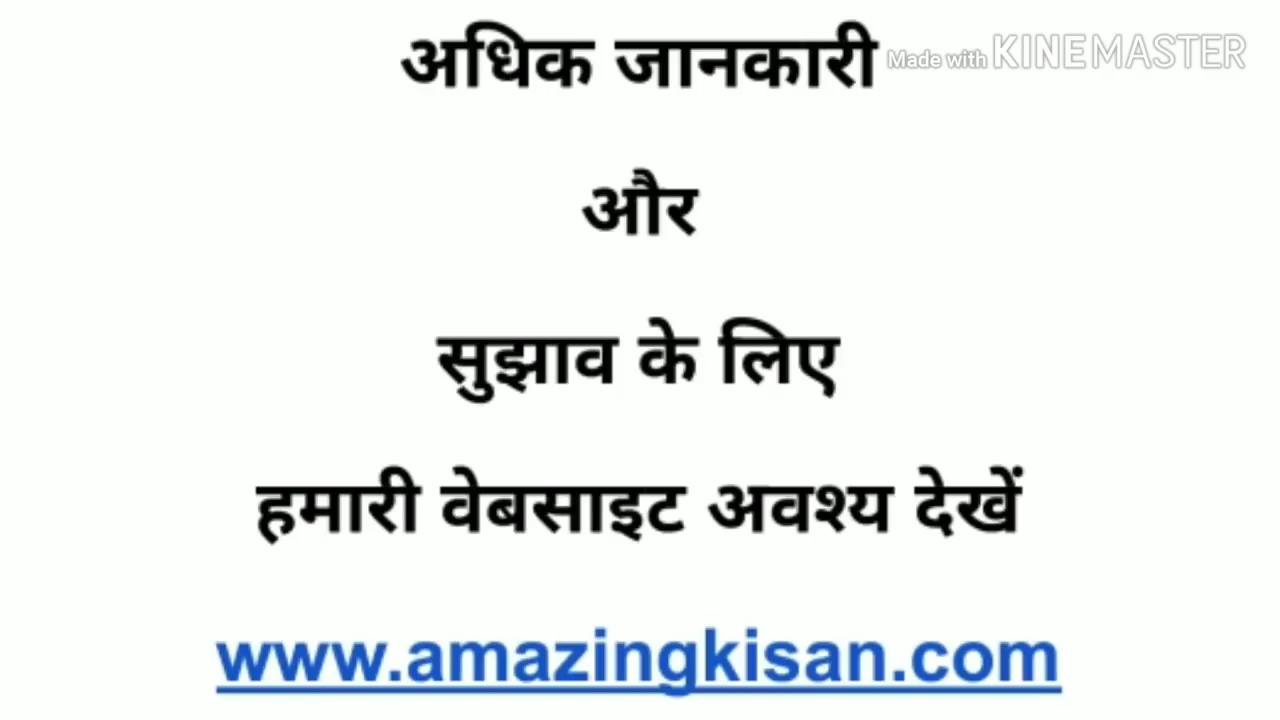 अधिक जानकारी
Made with KINEMASTER
और
सुझाव के लिए
हमारी वेबसाइट अवश्य देखें
www.amazingkisan.com